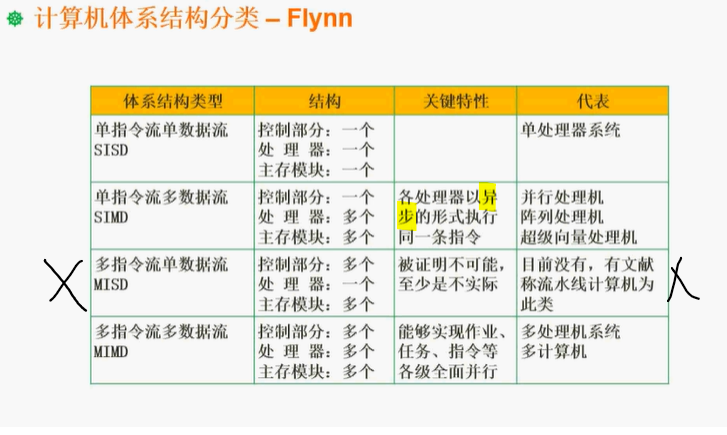 计算机体系结构分类 – Flynn
体系结构类型 结构 关键特性 代表
单指令流单数据流
SISD
控制部分：一个
处 理 器：一个
主存模块：一个
单处理器系统
单指令流多数据流
SIMD
控制部分：一个
处 理 器：多个
主存模块：多个
各处理器以异
步的形式执行
同一条指令
并行处理机
阵列处理机
超级向量处理机
多指令流单数据流
MISD
控制部分：多个
处 理 器：一个
主存模块：多个
被证明不可能，
至少是不实际
目前没有，有文献
称流水线计算机为
此类
多指令流多数据流
MIMD
控制部分：多个
处 理 器：多个
主存模块：多个
能够实现作业、
任务、指令等
各级全面并行
多处理机系统
多计算机